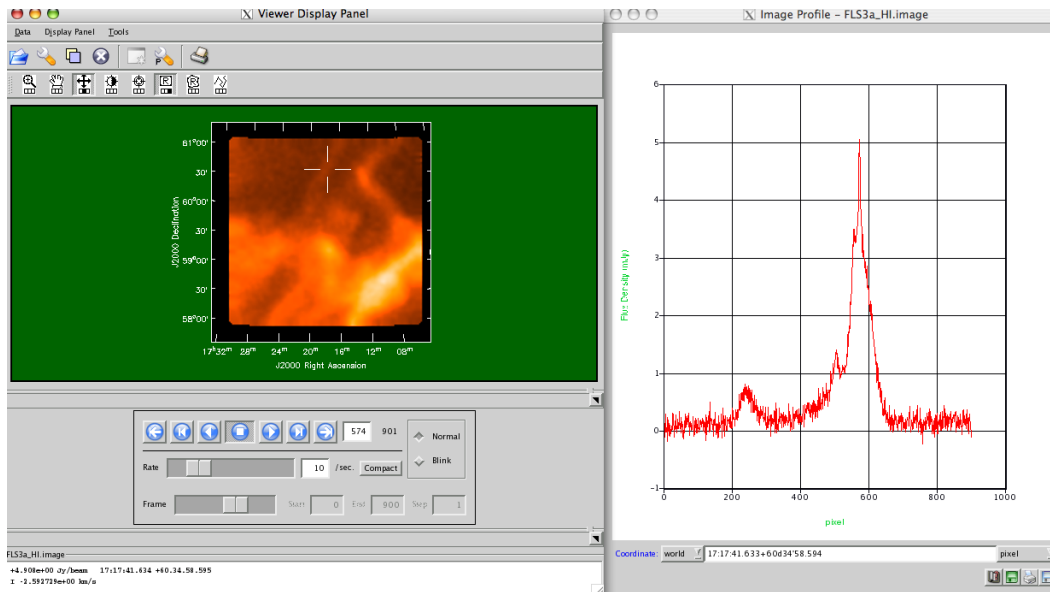 Viewer Display Panel
Data Display Panel Tools
P
R
R
61°00'
30'
60°00'
30'
59°00'
30'
58°00'
J2000 Declination
17ʰ32ᵐ 28ᵐ 24ᵐ 20ᵐ 16ᵐ 12ᵐ 08ᵐ
J2000 Right Ascension
574 901
Normal
Blink
Rate 10 /sec. Compact
Frame Start 0 End 900 Step 1
FLS3a_HI.image
+4.908e+00 Jy/beam 17:17:41.634 +60.34.58.595
I -2.592729e+00 km/s
X Image Profile - FLS3a_HI.image
6
5
4
3
2
1
0
-1
Flux Density (mJy)
0 200 400 600 800 1000
pixel
Coordinate: world 17:17:41.633+60d34'58.594 pixel